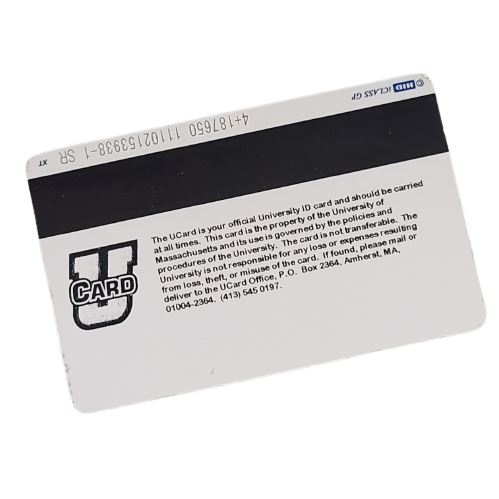 © HID iCLASS GP
4+187650 111102153938-1 SR XT
The UCard is your official University ID card and should be carried
at all times. This card is the property of the University of
Massachusetts and its use is governed by the policies and
procedures of the University. The card is not transferable. The
University is not responsible for any loss or expenses resulting
from loss, theft, or misuse of the card. If found, please mail or
deliver to the UCard Office, P.O. Box 2364, Amherst, MA,
01004-2364. (413) 545 0197.
U
CARD